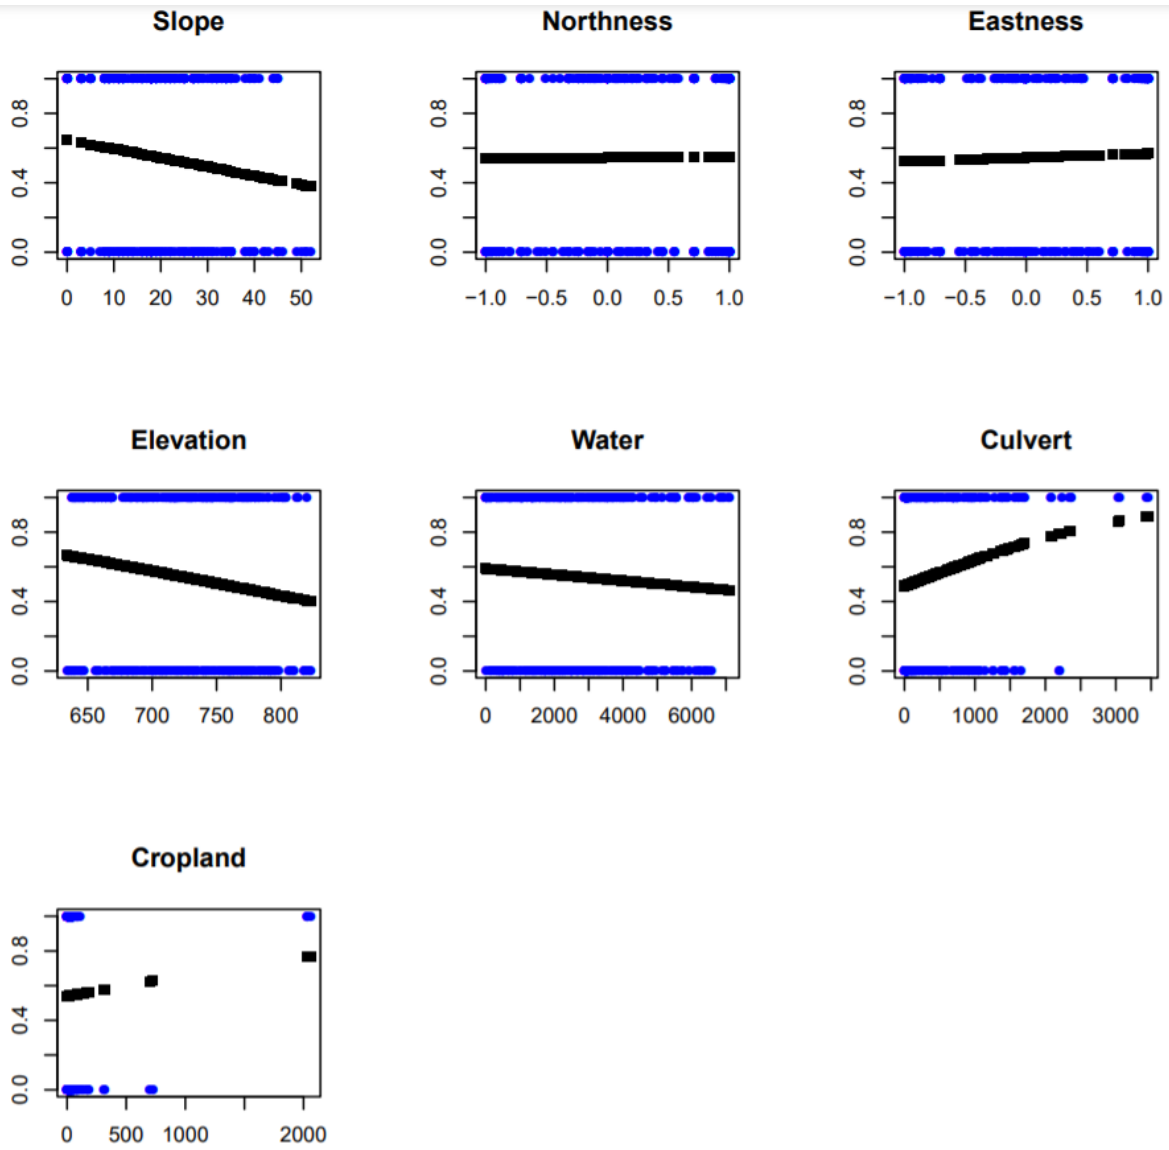 Slope Northness Eastness
0.8 0.8 0.8
0.4 0.4 0.4
0.0 0.0 0.0
0 10 20 30 40 50 −1.0 −0.5 0.0 0.5 1.0 −1.0 −0.5 0.0 0.5 1.0
Elevation Water Culvert
0.8 0.8 0.8
0.4 0.4 0.4
0.0 0.0 0.0
650 700 750 800 0 2000 4000 6000 0 1000 2000 3000
Cropland
0.8
0.4
0.0
0 500 1000 2000